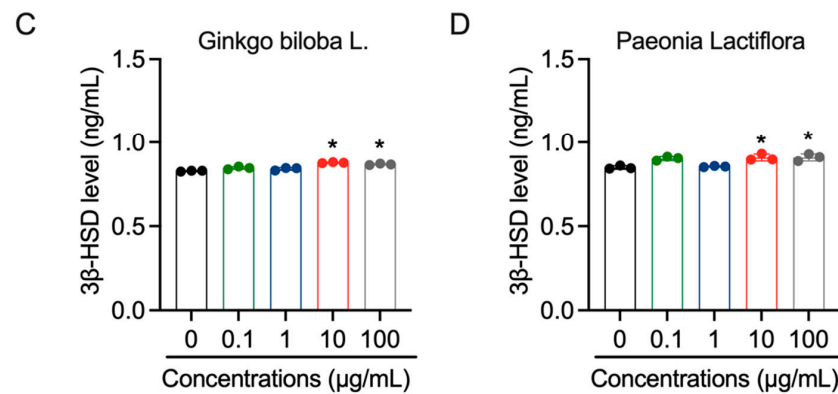 C
Ginkgo biloba L.
3β-HSD level (ng/mL)
1.5
1.0
0.5
0.0
* *
0 0.1 1 10 100
Concentrations (μg/mL)
D
Paeonia Lactiflora
3β-HSD level (ng/mL)
1.5
1.0
0.5
0.0
* *
0 0.1 1 10 100
Concentrations (μg/mL)